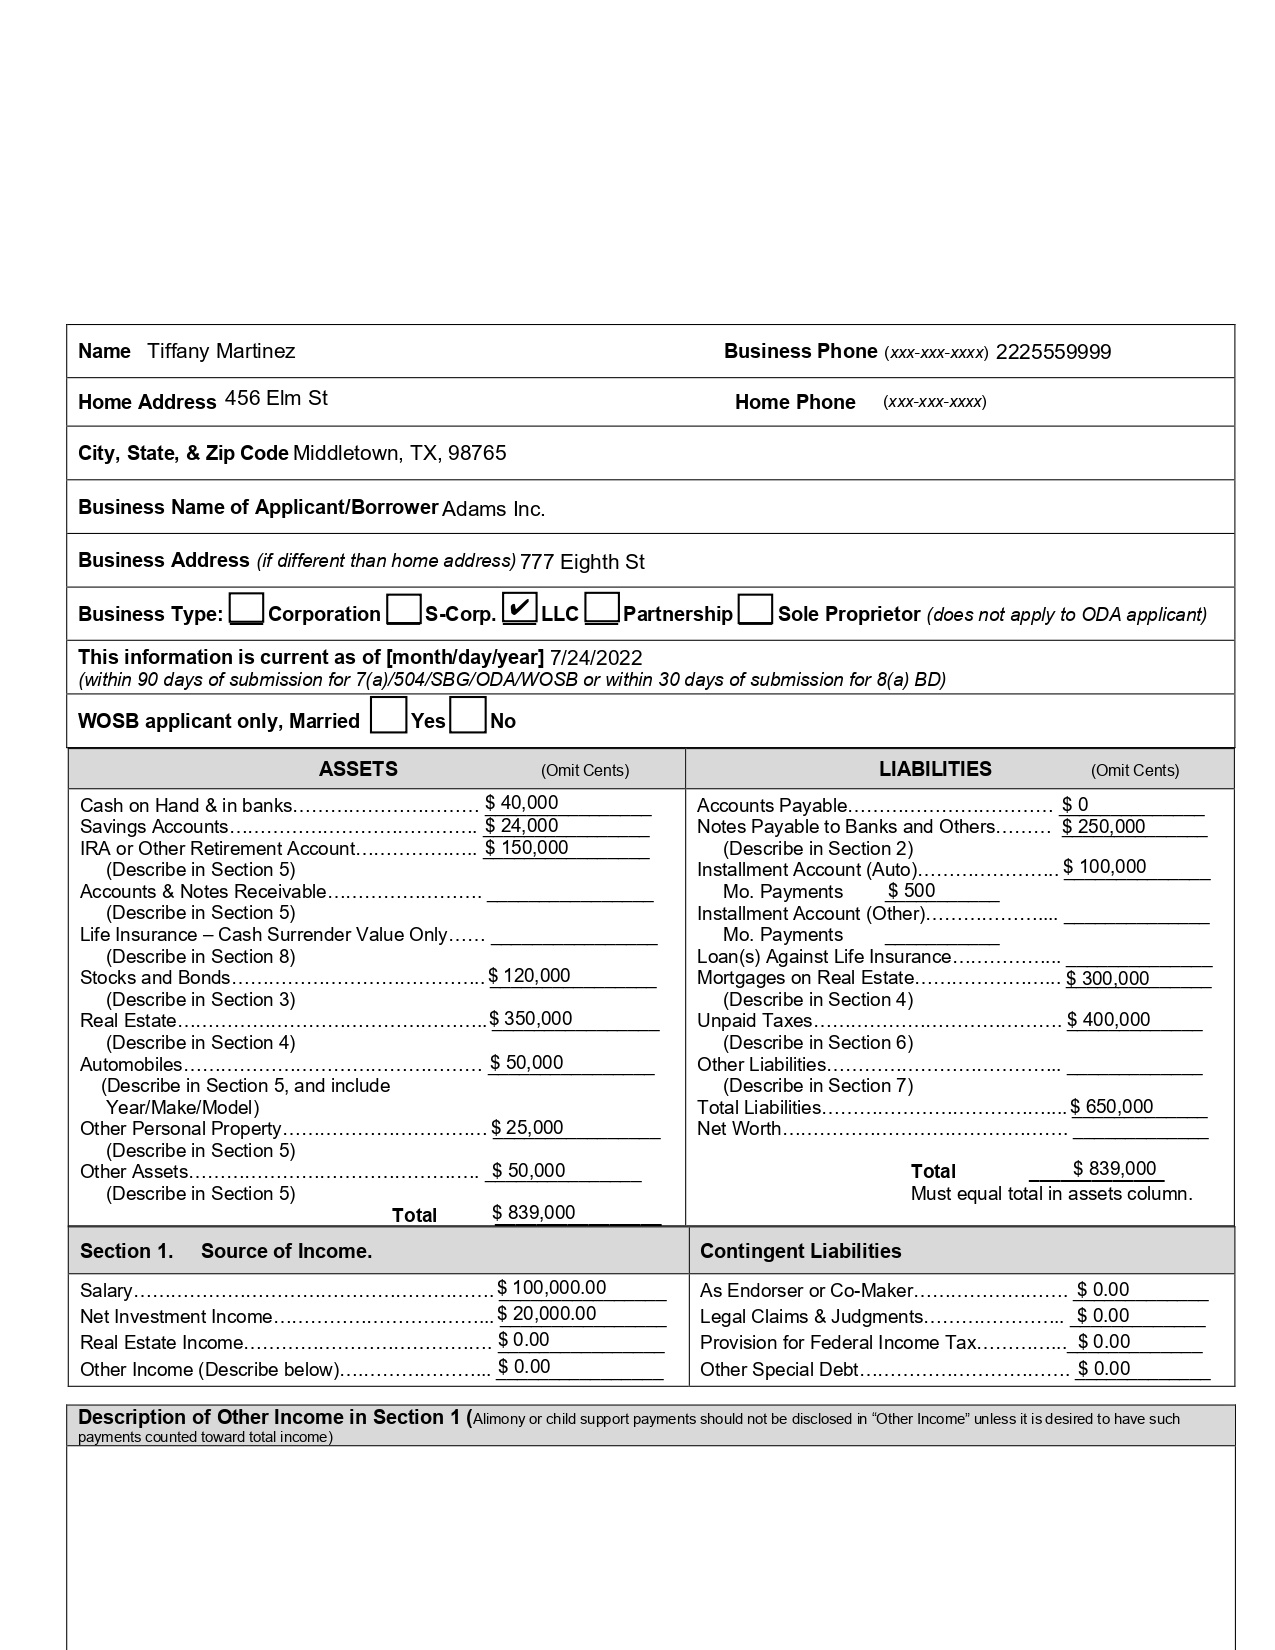 Name Tiffany Martinez Business Phone (xxx-xxx-xxxx) 2225559999
Home Address 456 Elm St Home Phone (xxx-xxx-xxxx)
City, State, & Zip Code Middletown, TX, 98765
Business Name of Applicant/Borrower Adams Inc.
Business Address (if different than home address) 777 Eighth St
Business Type: Corporation S-Corp. ✔ LLC Partnership Sole Proprietor (does not apply to ODA applicant)
This information is current as of [month/day/year] 7/24/2022
(within 90 days of submission for 7(a)/504/SBG/ODA/WOSB or within 30 days of submission for 8(a) BD)
WOSB applicant only, Married Yes No
ASSETS (Omit Cents)
Cash on Hand & in banks………………………… $ 40,000
Savings Accounts………………………………….. $ 24,000
IRA or Other Retirement Account……………….. $ 150,000
(Describe in Section 5)
Accounts & Notes Receivable…………………… ________________
(Describe in Section 5)
Life Insurance – Cash Surrender Value Only…… ________________
(Describe in Section 8)
Stocks and Bonds………………………………….. $ 120,000
(Describe in Section 3)
Real Estate………………………………………….. $ 350,000
(Describe in Section 4)
Automobiles………………………………………… $ 50,000
(Describe in Section 5, and include
Year/Make/Model)
Other Personal Property…………………………… $ 25,000
(Describe in Section 5)
Other Assets………………………………………. $ 50,000
(Describe in Section 5)
Total $ 839,000
LIABILITIES (Omit Cents)
Accounts Payable…………………………… $ 0
Notes Payable to Banks and Others……… $ 250,000
(Describe in Section 2)
Installment Account (Auto)………………….. $ 100,000
Mo. Payments $ 500
Installment Account (Other)……………….... ______________
Mo. Payments ___________
Loan(s) Against Life Insurance…………….... ______________
Mortgages on Real Estate………………….... $ 300,000
(Describe in Section 4)
Unpaid Taxes………………………………… $ 400,000
(Describe in Section 6)
Other Liabilities……………………………….. _____________
(Describe in Section 7)
Total Liabilities………………………………... $ 650,000
Net Worth………………………………………. _____________
Total $ 839,000
Must equal total in assets column.
Section 1. Source of Income.
Salary………………………………………………… $ 100,000.00
Net Investment Income……………………………... $ 20,000.00
Real Estate Income…………………………………. $ 0.00
Other Income (Describe below)…………………... $ 0.00
Contingent Liabilities
As Endorser or Co-Maker……………………. $ 0.00
Legal Claims & Judgments………………….. $ 0.00
Provision for Federal Income Tax…………... $ 0.00
Other Special Debt……………………………. $ 0.00
Description of Other Income in Section 1 (Alimony or child support payments should not be disclosed in “Other Income” unless it is desired to have such
payments counted toward total income)